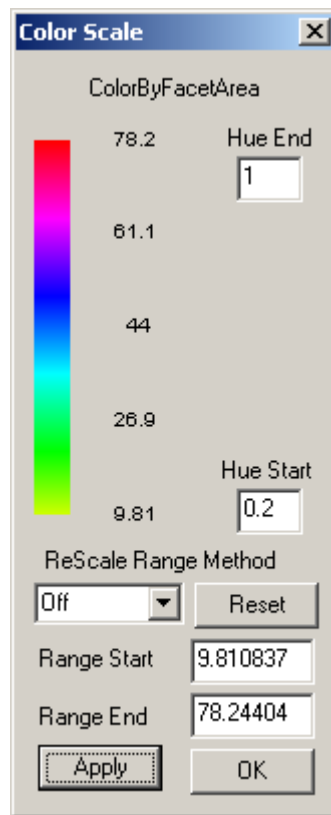 Color Scale
ColorByFacetArea
78.2
Hue End
1
61.1
44
26.9
Hue Start
9.81
0.2
ReScale Range Method
Off
Reset
Range Start
9.810837
Range End
78.24404
Apply
OK